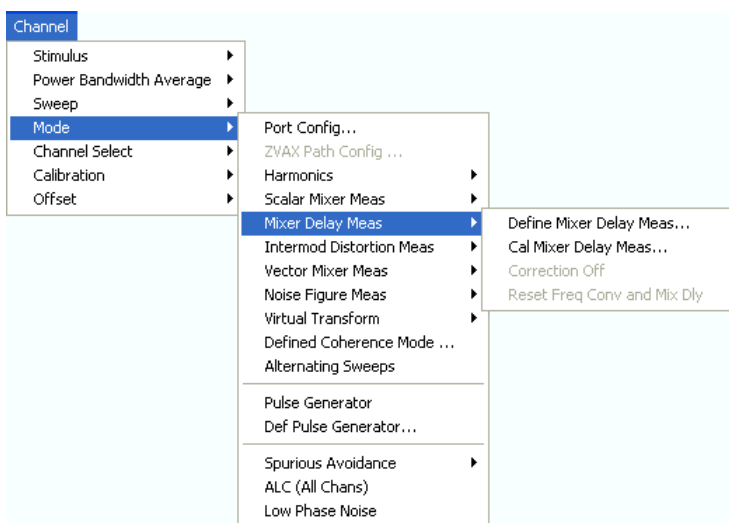 Channel
Stimulus
Power Bandwidth Average
Sweep
Mode
Channel Select
Calibration
Offset
Port Config...
ZVAX Path Config ...
Harmonics
Scalar Mixer Meas
Mixer Delay Meas
Intermod Distortion Meas
Vector Mixer Meas
Noise Figure Meas
Virtual Transform
Defined Coherence Mode ...
Alternating Sweeps
Pulse Generator
Def Pulse Generator...
Spurious Avoidance
ALC (All Chans)
Low Phase Noise
Define Mixer Delay Meas...
Cal Mixer Delay Meas...
Correction Off
Reset Freq Conv and Mix Dly